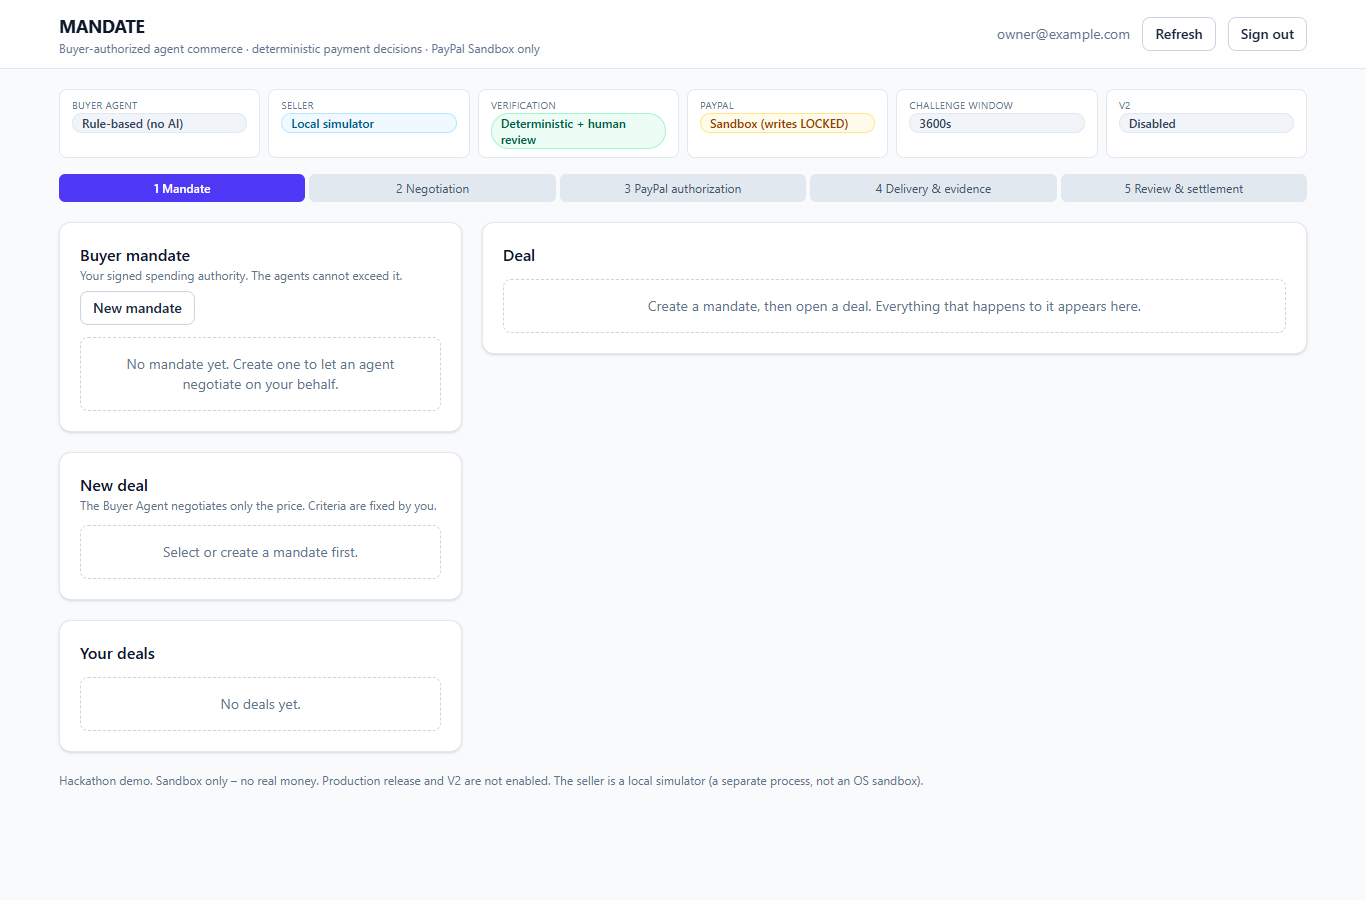 MANDATE
Buyer-authorized agent commerce · deterministic payment decisions · PayPal Sandbox only
owner@example.com
Refresh
Sign out
BUYER AGENT
Rule-based (no AI)
SELLER
Local simulator
VERIFICATION
Deterministic + human
review
PAYPAL
Sandbox (writes LOCKED)
CHALLENGE WINDOW
3600s
V2
Disabled
1 Mandate
2 Negotiation
3 PayPal authorization
4 Delivery & evidence
5 Review & settlement
Buyer mandate
Your signed spending authority. The agents cannot exceed it.
New mandate
No mandate yet. Create one to let an agent
negotiate on your behalf.
Deal
Create a mandate, then open a deal. Everything that happens to it appears here.
New deal
The Buyer Agent negotiates only the price. Criteria are fixed by you.
Select or create a mandate first.
Your deals
No deals yet.
Hackathon demo. Sandbox only – no real money. Production release and V2 are not enabled. The seller is a local simulator (a separate process, not an OS sandbox).